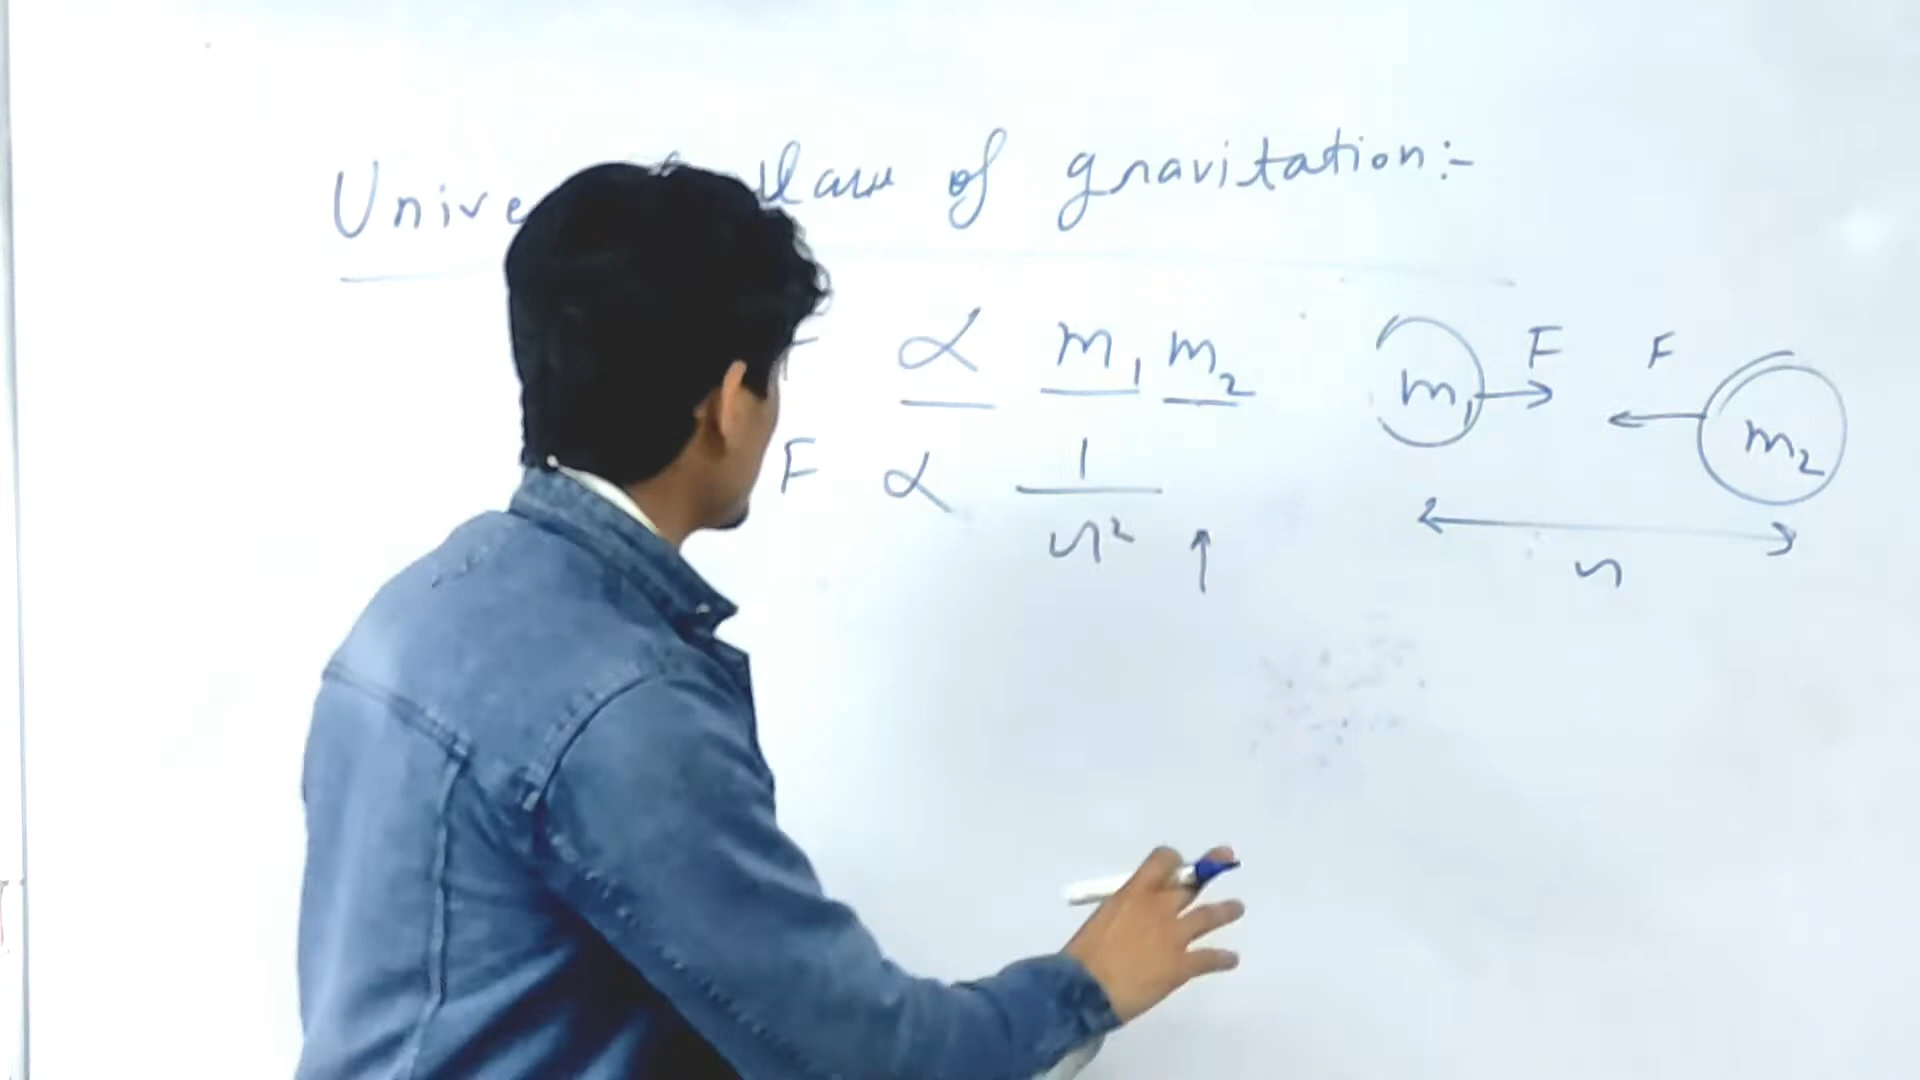 Unive law of gravitation:-
F ∝ m₁ m₂
F ∝ 1/r² ↑
F F
m₁ m₂
r